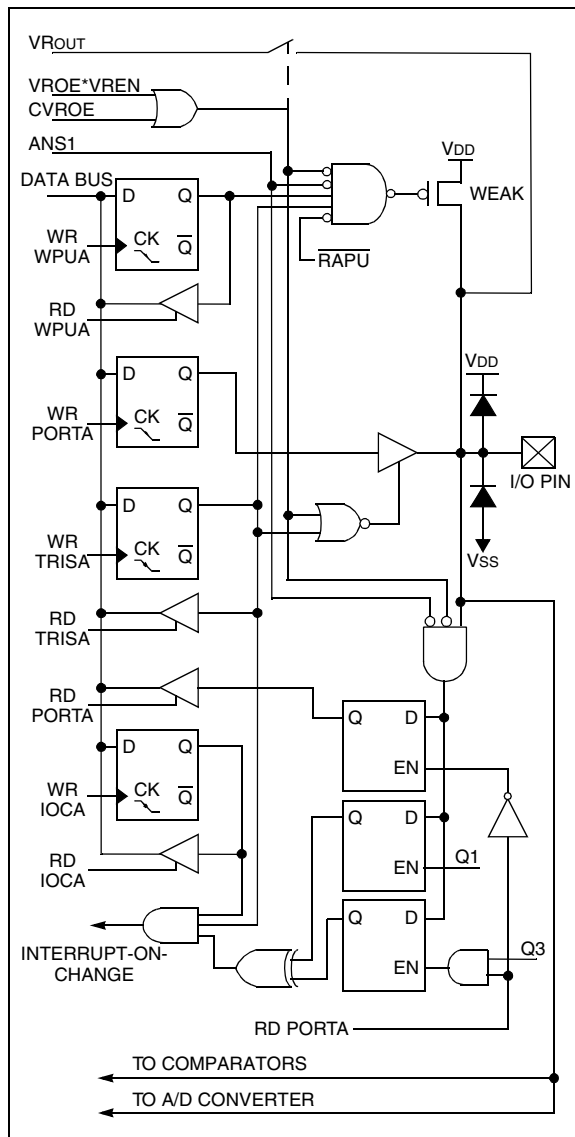 VROUT
VROE*VREN
CVROE
ANS1
DATA BUS
VDD
WEAK
D Q
WR
WPUA
CK Q
RAPU
RD
WPUA
D Q
VDD
WR
PORTA
CK Q
I/O PIN
D Q
WR
TRISA
CK Q
VSS
RD
TRISA
RD
PORTA
Q D
EN
D Q
WR
IOCA
CK Q
Q D
EN
Q1
RD
IOCA
Q D
EN
Q3
INTERRUPT-ON-
CHANGE
RD PORTA
TO COMPARATORS
TO A/D CONVERTER